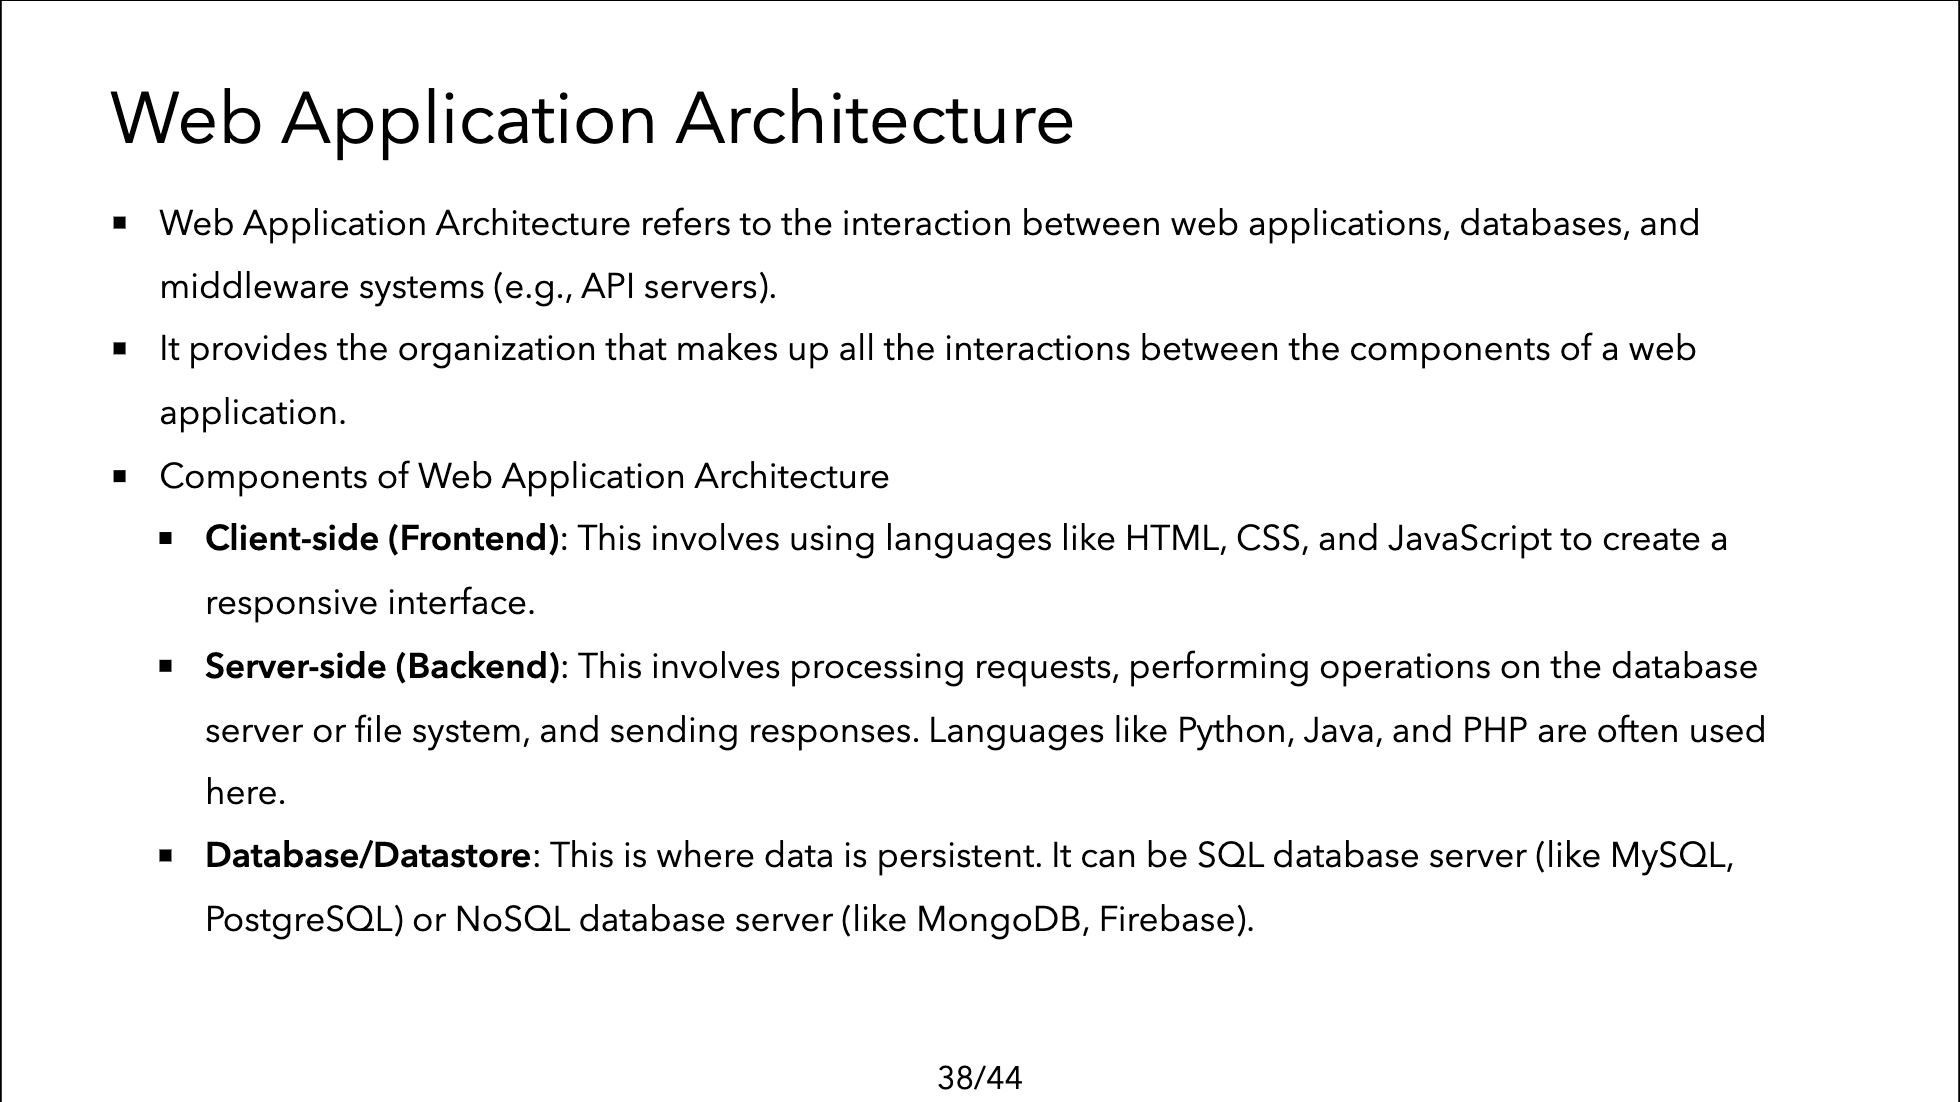 Web Application Architecture
▪ Web Application Architecture refers to the interaction between web applications, databases, and
middleware systems (e.g., API servers).
▪ It provides the organization that makes up all the interactions between the components of a web
application.
▪ Components of Web Application Architecture
▪ Client-side (Frontend): This involves using languages like HTML, CSS, and JavaScript to create a
responsive interface.
▪ Server-side (Backend): This involves processing requests, performing operations on the database
server or file system, and sending responses. Languages like Python, Java, and PHP are often used
here.
▪ Database/Datastore: This is where data is persistent. It can be SQL database server (like MySQL,
PostgreSQL) or NoSQL database server (like MongoDB, Firebase).
38/44